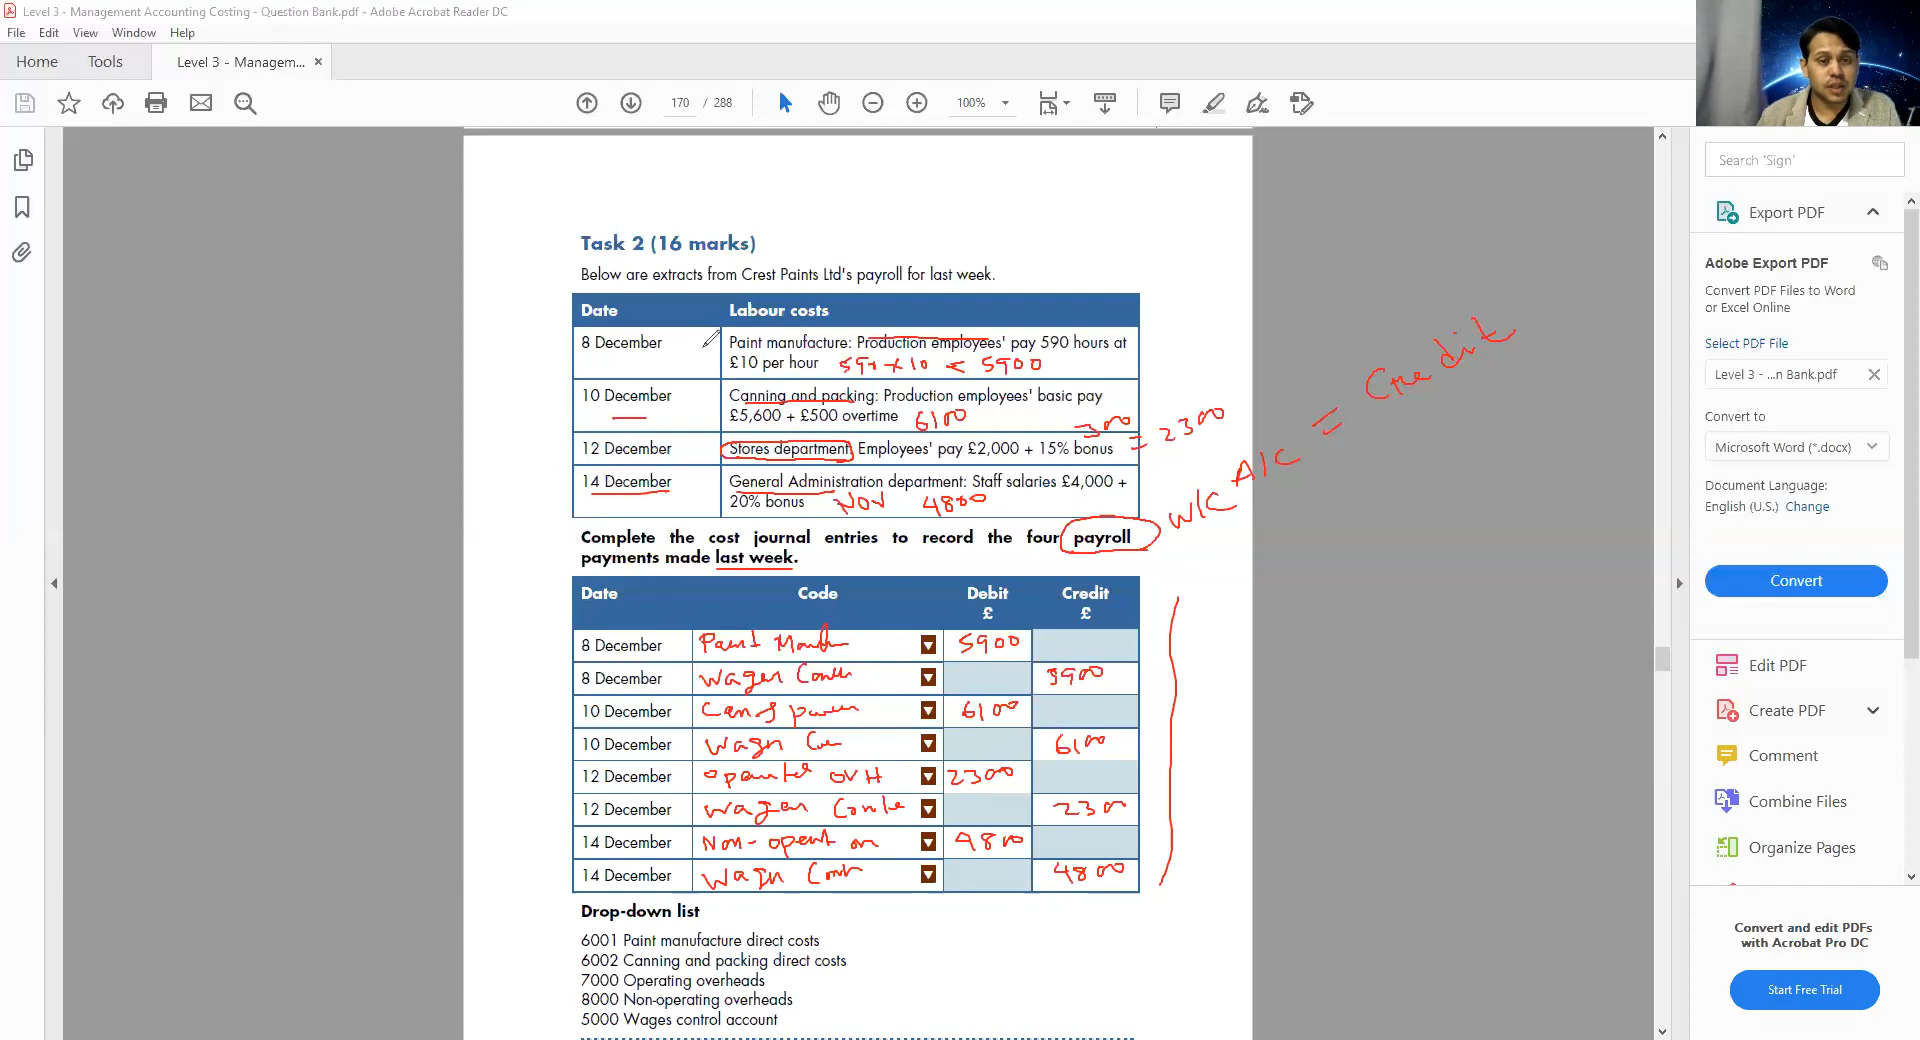 Level 3 - Management Accounting Costing - Question Bank.pdf - Adobe Acrobat Reader DC
File Edit View Window Help
Home Tools Level 3 - Managem... ×
170 / 288 100%
Task 2 (16 marks)
Below are extracts from Crest Paints Ltd's payroll for last week.
Date Labour costs
8 December Paint manufacture: Production employees' pay 590 hours at
£10 per hour 590 × 10 = 5900
10 December Canning and packing: Production employees' basic pay
£5,600 + £500 overtime 6100
300 = 2300
12 December Stores department: Employees' pay £2,000 + 15% bonus
14 December General Administration department: Staff salaries £4,000 +
20% bonus NOV 4800
W/C A/C = Credit
Complete the cost journal entries to record the four payroll
payments made last week.
Date Code Debit Credit
£ £
8 December Paint 5900
8 December Wages 5900
10 December 6100
10 December 6100
12 December OVH 2300
12 December Wages 2300
14 December Non- 4800
14 December 4800
Drop-down list
6001 Paint manufacture direct costs
6002 Canning and packing direct costs
7000 Operating overheads
8000 Non-operating overheads
5000 Wages control account
Search 'Sign'
Export PDF
Adobe Export PDF
Convert PDF Files to Word
or Excel Online
Select PDF File
Level 3 - ...n Bank.pdf
Convert to
Microsoft Word (*.docx)
Document Language:
English (U.S.) Change
Convert
Edit PDF
Create PDF
Comment
Combine Files
Organize Pages
Convert and edit PDFs
with Acrobat Pro DC
Start Free Trial